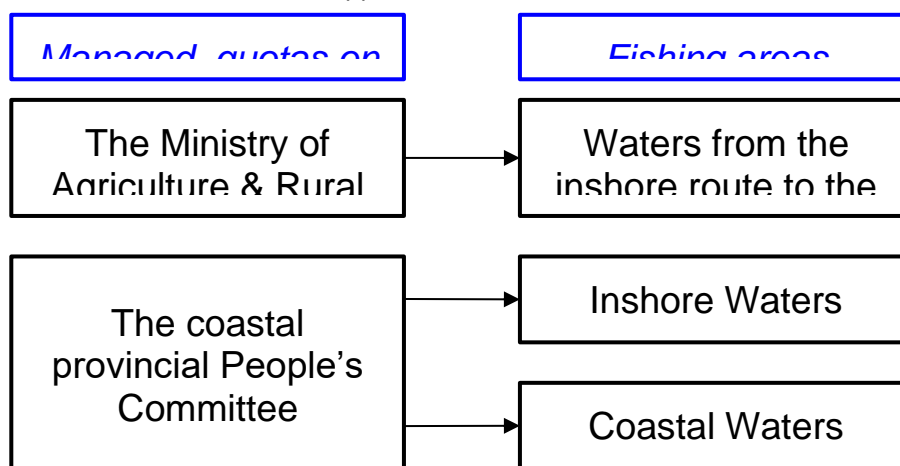 Managed quotas on
Fishing areas
The Ministry of
Agriculture & Rural
Waters from the
inshore route to the
The coastal
provincial People’s
Committee
Inshore Waters
Coastal Waters